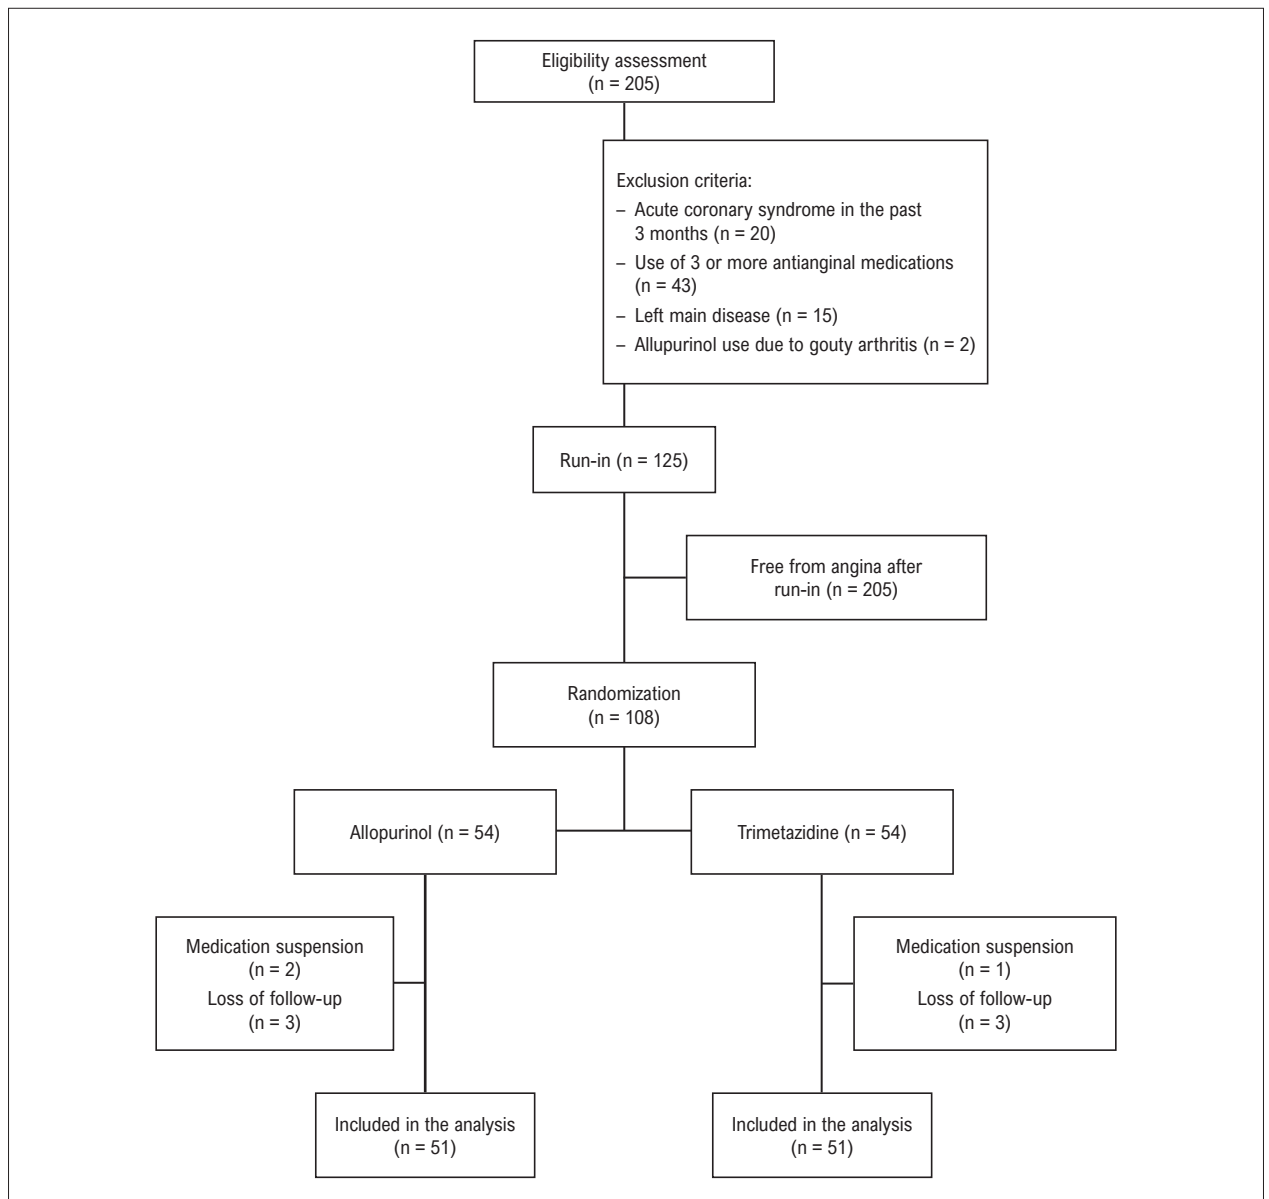 Eligibility assessment
(n = 205)
Exclusion criteria:
– Acute coronary syndrome in the past
3 months (n = 20)
– Use of 3 or more antianginal medications
(n = 43)
– Left main disease (n = 15)
– Allupurinol use due to gouty arthritis (n = 2)
Run-in (n = 125)
Free from angina after
run-in (n = 205)
Randomization
(n = 108)
Allopurinol (n = 54)
Trimetazidine (n = 54)
Medication suspension
(n = 2)
Loss of follow-up
(n = 3)
Medication suspension
(n = 1)
Loss of follow-up
(n = 3)
Included in the analysis
(n = 51)
Included in the analysis
(n = 51)